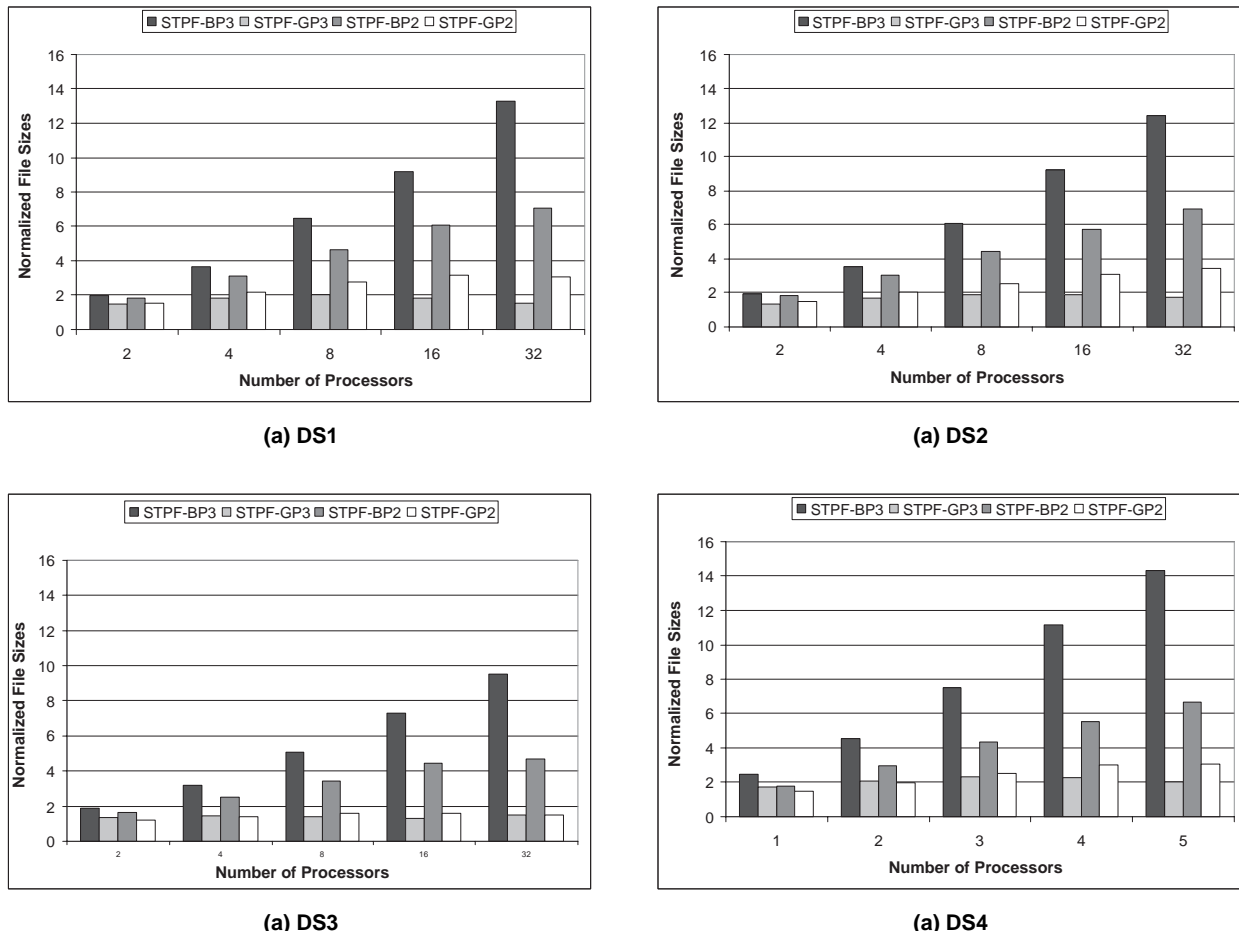 STPF-BP3 STPF-GP3 STPF-BP2 STPF-GP2
16
14
12
10
8
6
4
2
0
Normalized File Sizes
2 4 8 16 32
Number of Processors
(a) DS1
STPF-BP3 STPF-GP3 STPF-BP2 STPF-GP2
16
14
12
10
8
6
4
2
0
Normalized File Sizes
2 4 8 16 32
Number of Processors
(a) DS2
STPF-BP3 STPF-GP3 STPF-BP2 STPF-GP2
16
14
12
10
8
6
4
2
0
Normalized File Sizes
2 4 8 16 32
Number of Processors
(a) DS3
STPF-BP3 STPF-GP3 STPF-BP2 STPF-GP2
16
14
12
10
8
6
4
2
0
Normalized File Sizes
1 2 3 4 5
Number of Processors
(a) DS4